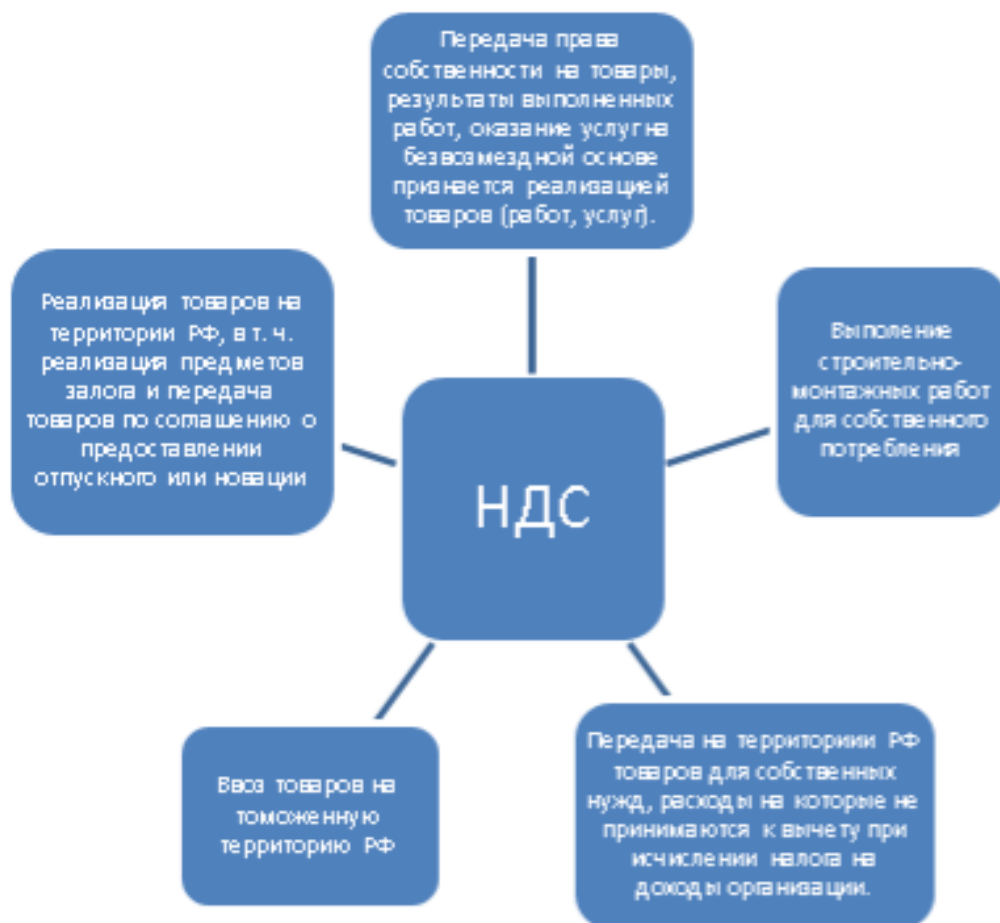 Передача права
собственности на товары,
результаты выполненных
работ, оказание услуг на
безвозмездной основе
признается реализацией
товаров (работ, услуг).
Реализация товаров на
территории РФ, в т. ч.
реализация предметов
залога и передача
товаров по соглашению о
предоставлении
отпускного или новации
Выполение
строительно-
монтажных работ
для собственного
потребления
НДС
Ввоз товаров на
томоженную
территорию РФ
Передача на территориии РФ
товаров для собственных
нужд, расходы на которые не
принимаются к вычету при
исчислении налога на
доходы организации.